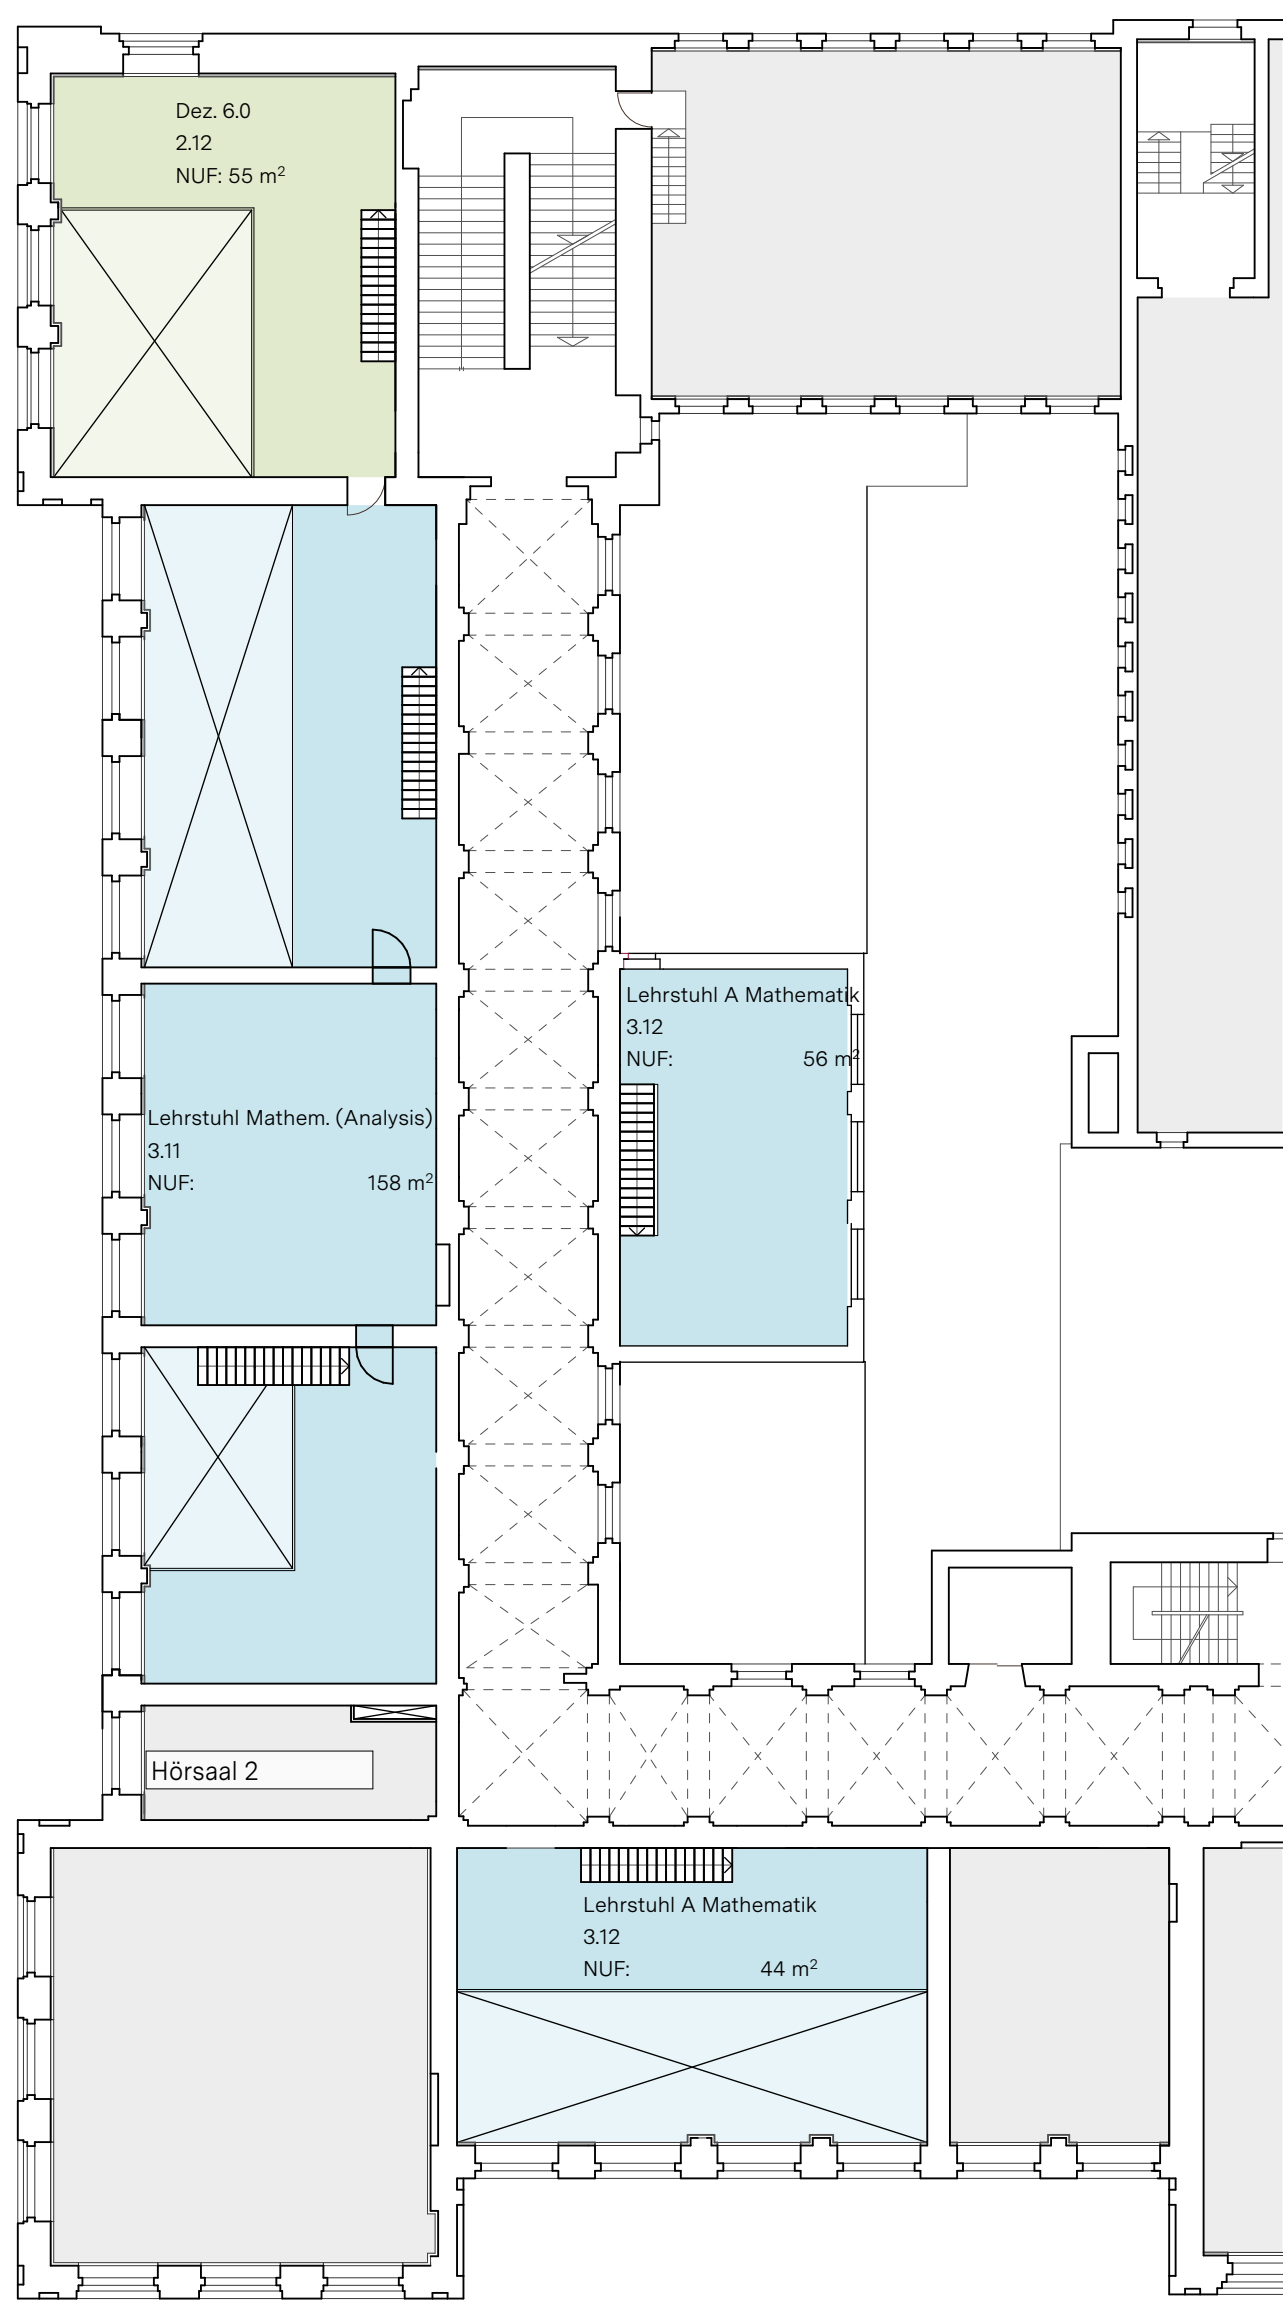 Dez. 6.0
2.12
NUF: 55 m²
Lehrstuhl A Mathematik
3.12
NUF: 56 m²
Lehrstuhl Mathem. (Analysis)
3.11
NUF: 158 m²
Hörsaal 2
Lehrstuhl A Mathematik
3.12
NUF: 44 m²